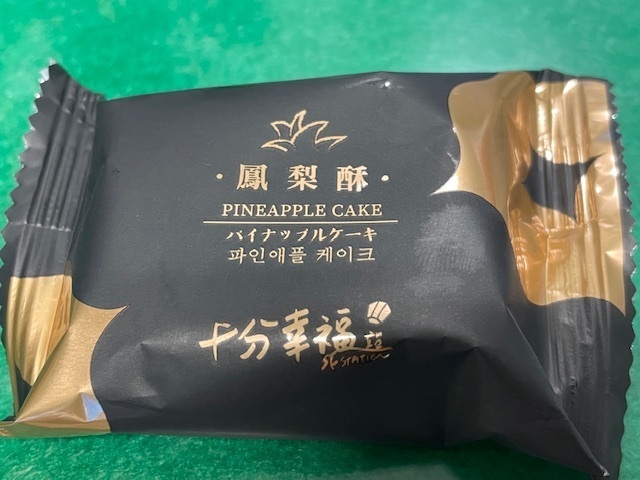 ·鳳梨酥·
PINEAPPLE CAKE
パイナップルケーキ
파인애플 케이크
十分幸福
STATION